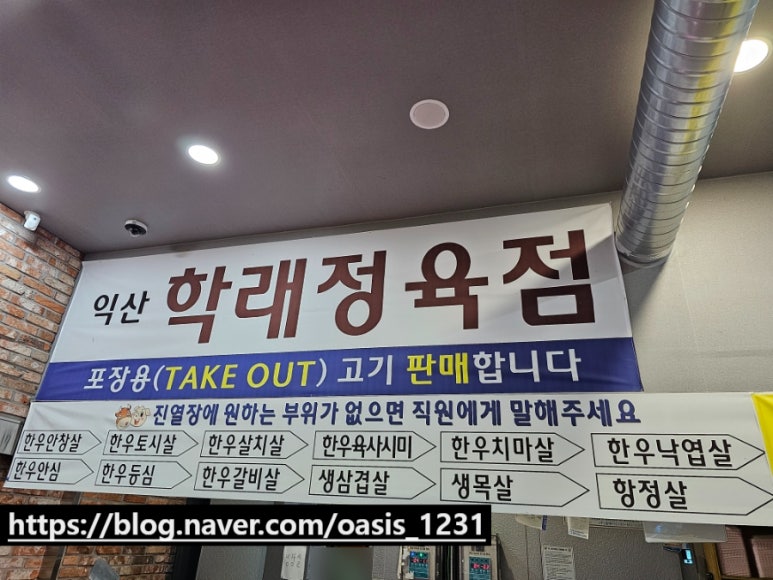 익산 학래정육점
포장용(TAKE OUT) 고기 판매합니다
진열장에 원하는 부위가 없으면 직원에게 말해주세요
한우안창살 한우토시살 한우살치살 한우육사시미 한우치마살 한우낙엽살
한우안심 한우등심 한우갈비살 생삼겹살 생목살 항정살
https://blog.naver.com/oasis_1231